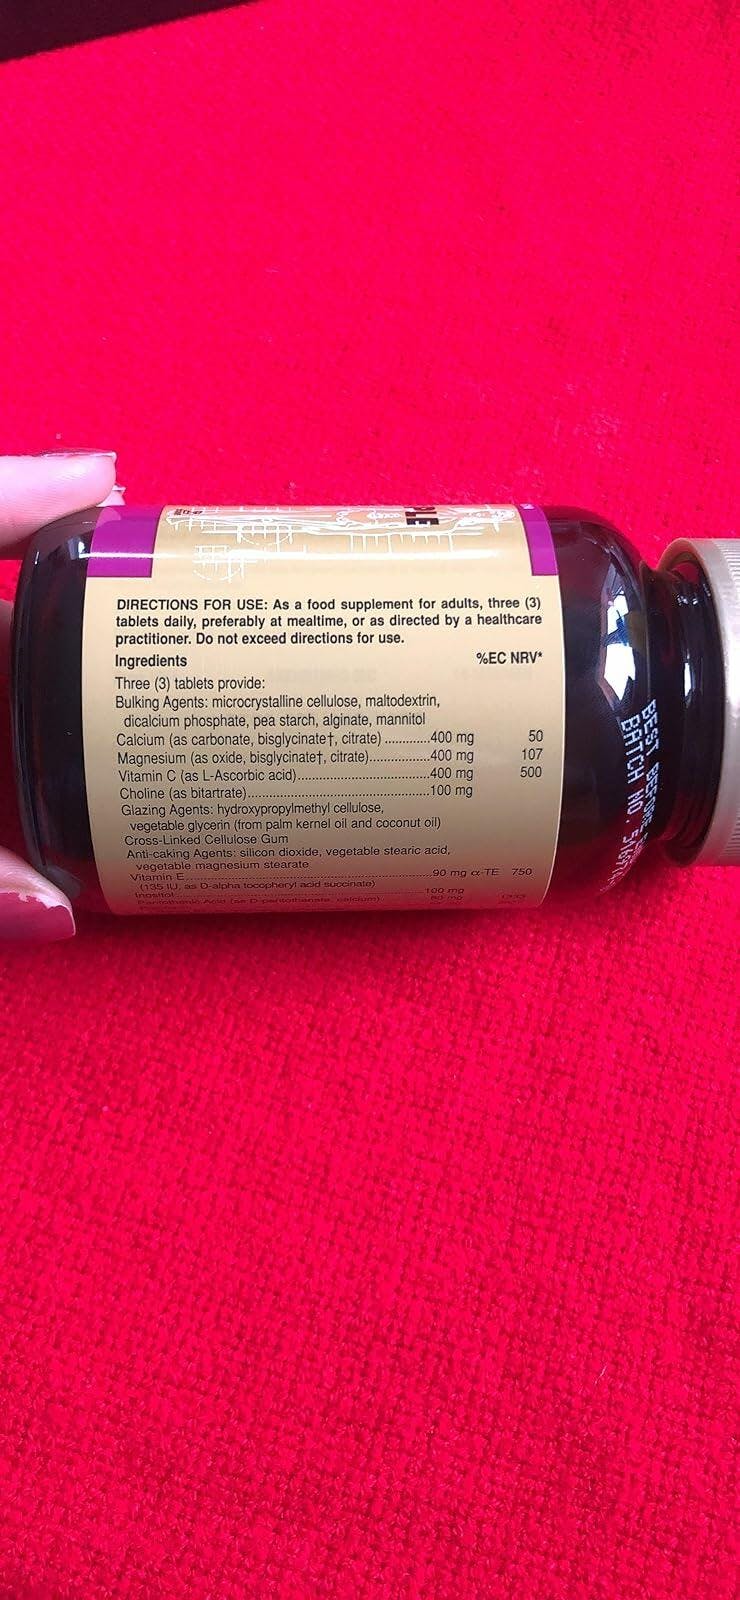 PLE
DIRECTIONS FOR USE: As a food supplement for adults, three (3)
tablets daily, preferably at mealtime, or as directed by a healthcare
practitioner. Do not exceed directions for use.
Ingredients %EC NRV*
Three (3) tablets provide:
Bulking Agents: microcrystalline cellulose, maltodextrin,
dicalcium phosphate, pea starch, alginate, mannitol
Calcium (as carbonate, bisglycinate†, citrate) ............400 mg 50
Magnesium (as oxide, bisglycinate†, citrate)...............400 mg 107
Vitamin C (as L-Ascorbic acid)..................................400 mg 500
Choline (as bitartrate)..............................................100 mg
Glazing Agents: hydroxypropylmethyl cellulose,
vegetable glycerin (from palm kernel oil and coconut oil)
Cross-Linked Cellulose Gum
Anti-caking Agents: silicon dioxide, vegetable stearic acid,
vegetable magnesium stearate
Vitamin E..............................................................90 mg α-TE 750
(135 IU, as D-alpha tocopheryl acid succinate)
Inositol..................................................................100 mg
Pantothenic Acid (as D-pantothenate, calcium)
BEST BEFORE
BATCH NO.